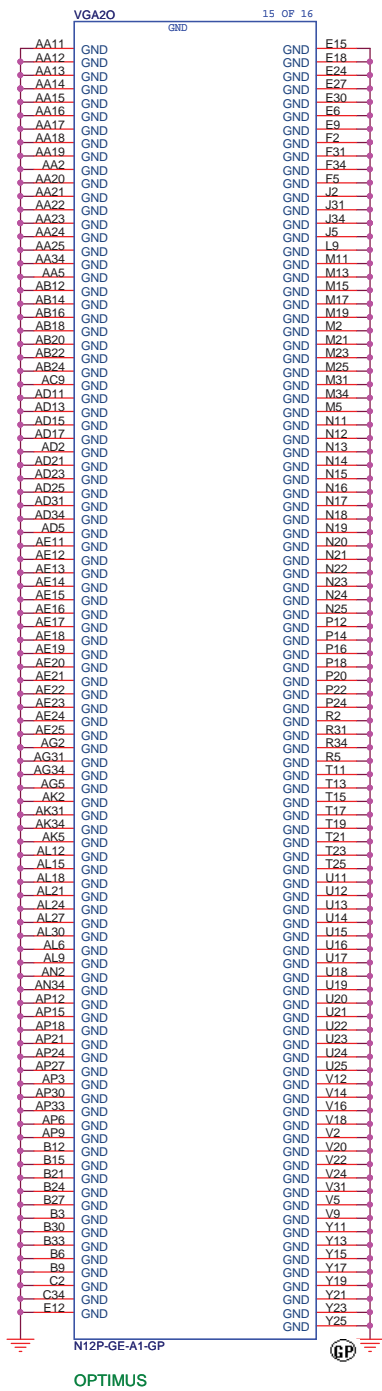 VGA2O 15 OF 16
GND
AA11 GND GND E15
AA12 GND GND E18
AA13 GND GND E24
AA14 GND GND E27
AA15 GND GND E30
AA16 GND GND E6
AA17 GND GND E9
AA18 GND GND F2
AA19 GND GND F31
AA2 GND GND F34
AA20 GND GND F5
AA21 GND GND J2
AA22 GND GND J31
AA23 GND GND J34
AA24 GND GND J5
AA25 GND GND L9
AA34 GND GND M11
AA5 GND GND M13
AB12 GND GND M15
AB14 GND GND M17
AB16 GND GND M19
AB18 GND GND M2
AB20 GND GND M21
AB22 GND GND M23
AB24 GND GND M25
AC9 GND GND M31
AD11 GND GND M34
AD13 GND GND M5
AD15 GND GND N11
AD17 GND GND N12
AD2 GND GND N13
AD21 GND GND N14
AD23 GND GND N15
AD25 GND GND N16
AD31 GND GND N17
AD34 GND GND N18
AD5 GND GND N19
AE11 GND GND N20
AE12 GND GND N21
AE13 GND GND N22
AE14 GND GND N23
AE15 GND GND N24
AE16 GND GND N25
AE17 GND GND P12
AE18 GND GND P14
AE19 GND GND P16
AE20 GND GND P18
AE21 GND GND P20
AE22 GND GND P22
AE23 GND GND P24
AE24 GND GND R2
AE25 GND GND R31
AG2 GND GND R34
AG31 GND GND R5
AG34 GND GND T11
AG5 GND GND T13
AK2 GND GND T15
AK31 GND GND T17
AK34 GND GND T19
AK5 GND GND T21
AL12 GND GND T23
AL15 GND GND T25
AL18 GND GND U11
AL21 GND GND U12
AL24 GND GND U13
AL27 GND GND U14
AL30 GND GND U15
AL6 GND GND U16
AL9 GND GND U17
AN2 GND GND U18
AN34 GND GND U19
AP12 GND GND U20
AP15 GND GND U21
AP18 GND GND U22
AP21 GND GND U23
AP24 GND GND U24
AP27 GND GND U25
AP3 GND GND V12
AP30 GND GND V14
AP33 GND GND V16
AP6 GND GND V18
AP9 GND GND V2
B12 GND GND V20
B15 GND GND V22
B21 GND GND V24
B24 GND GND V31
B27 GND GND V5
B3 GND GND V9
B30 GND GND Y11
B33 GND GND Y13
B6 GND GND Y15
B9 GND GND Y17
C2 GND GND Y19
C34 GND GND Y21
E12 GND GND Y23
GND Y25
N12P-GE-A1-GP GP
OPTIMUS